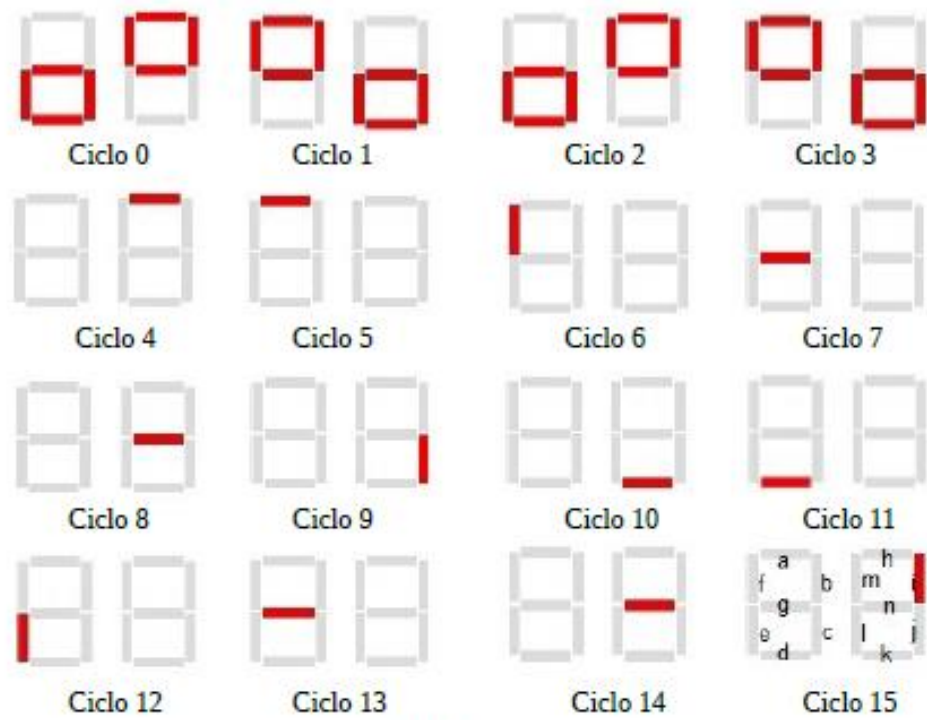 Ciclo 0 Ciclo 1 Ciclo 2 Ciclo 3
Ciclo 4 Ciclo 5 Ciclo 6 Ciclo 7
Ciclo 8 Ciclo 9 Ciclo 10 Ciclo 11
a h
f b m i
g n
e c l j
d k
Ciclo 12 Ciclo 13 Ciclo 14 Ciclo 15